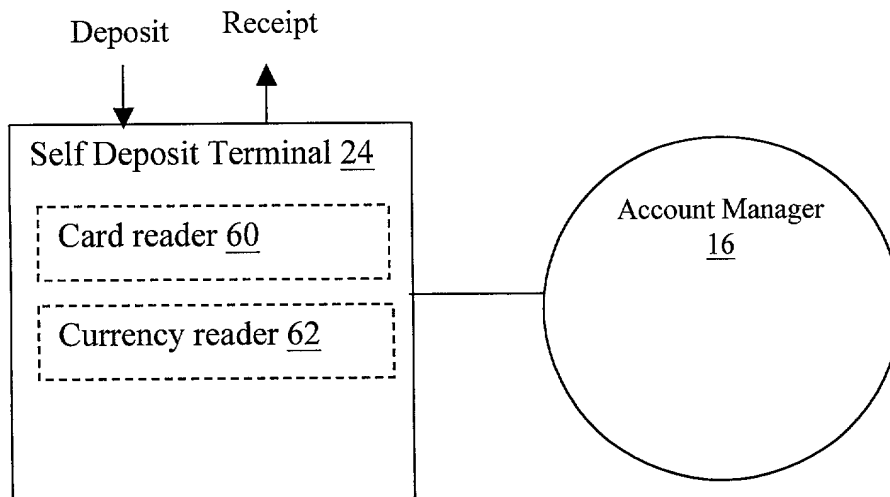 Deposit
Receipt
Self Deposit Terminal 24
Card reader 60
Currency reader 62
Account Manager
16